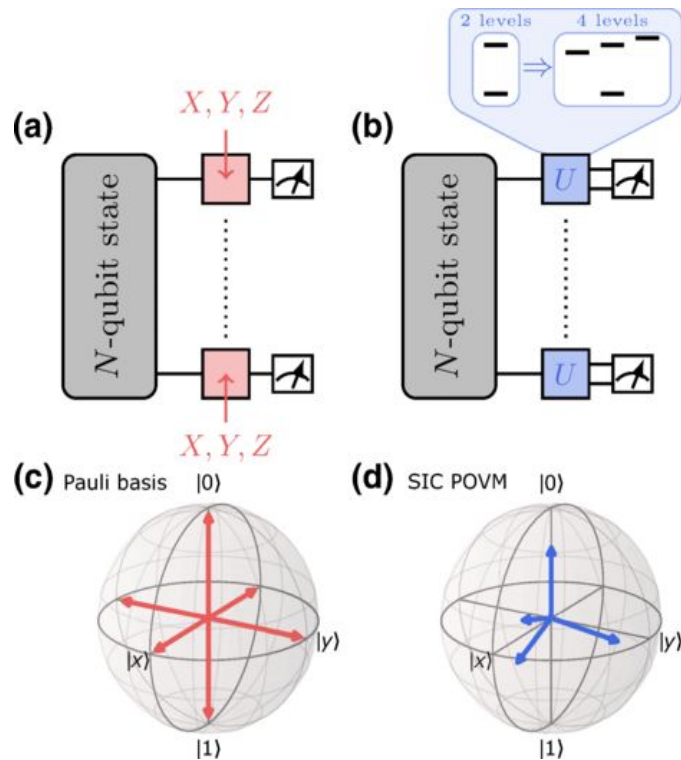 2 levels 4 levels
⇒
(a) X, Y, Z (b)
N-qubit state
U
N-qubit state
U
X, Y, Z
(c) Pauli basis |0⟩
|x⟩ |y⟩
|1⟩
(d) SIC POVM |0⟩
|x⟩ |y⟩
|1⟩